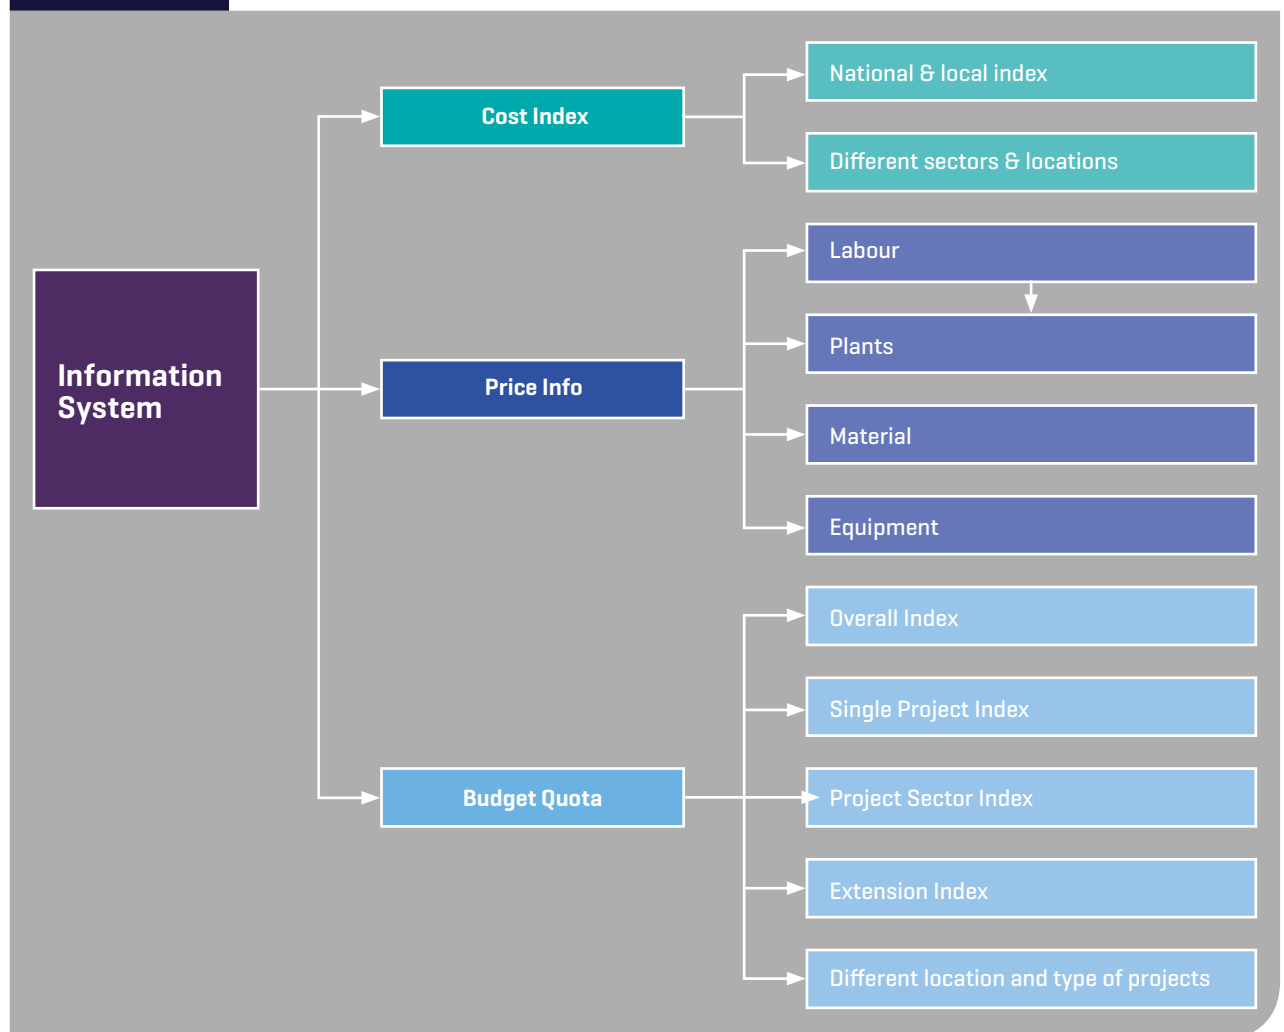 Information
System
Cost Index
National & local index
Different sectors & locations
Price Info
Labour
Plants
Material
Equipment
Budget Quota
Overall Index
Single Project Index
Project Sector Index
Extension Index
Different location and type of projects